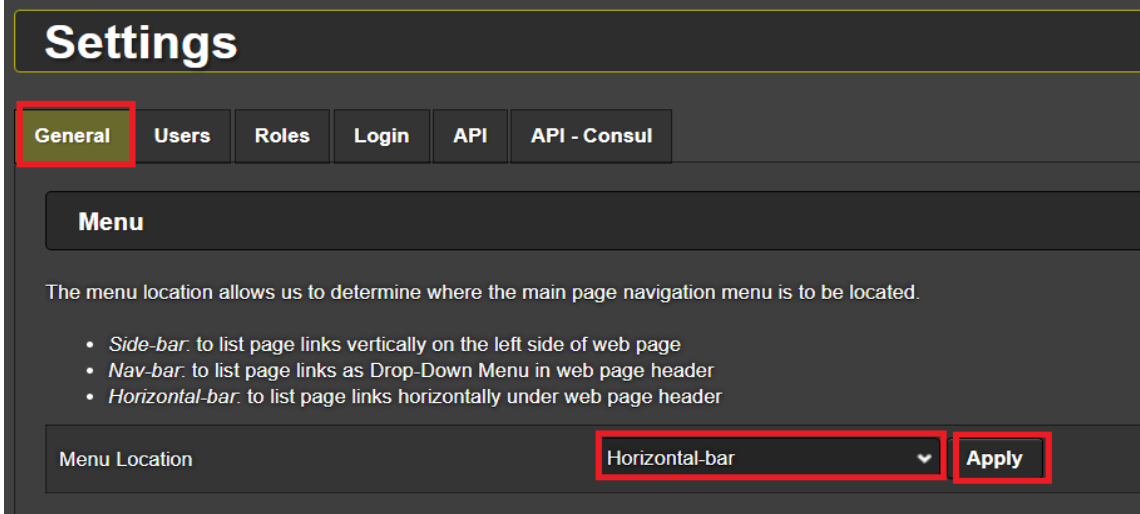 Settings
General Users Roles Login API API - Consul
Menu
The menu location allows us to determine where the main page navigation menu is to be located.
• Side-bar: to list page links vertically on the left side of web page
• Nav-bar: to list page links as Drop-Down Menu in web page header
• Horizontal-bar: to list page links horizontally under web page header
Menu Location Horizontal-bar Apply